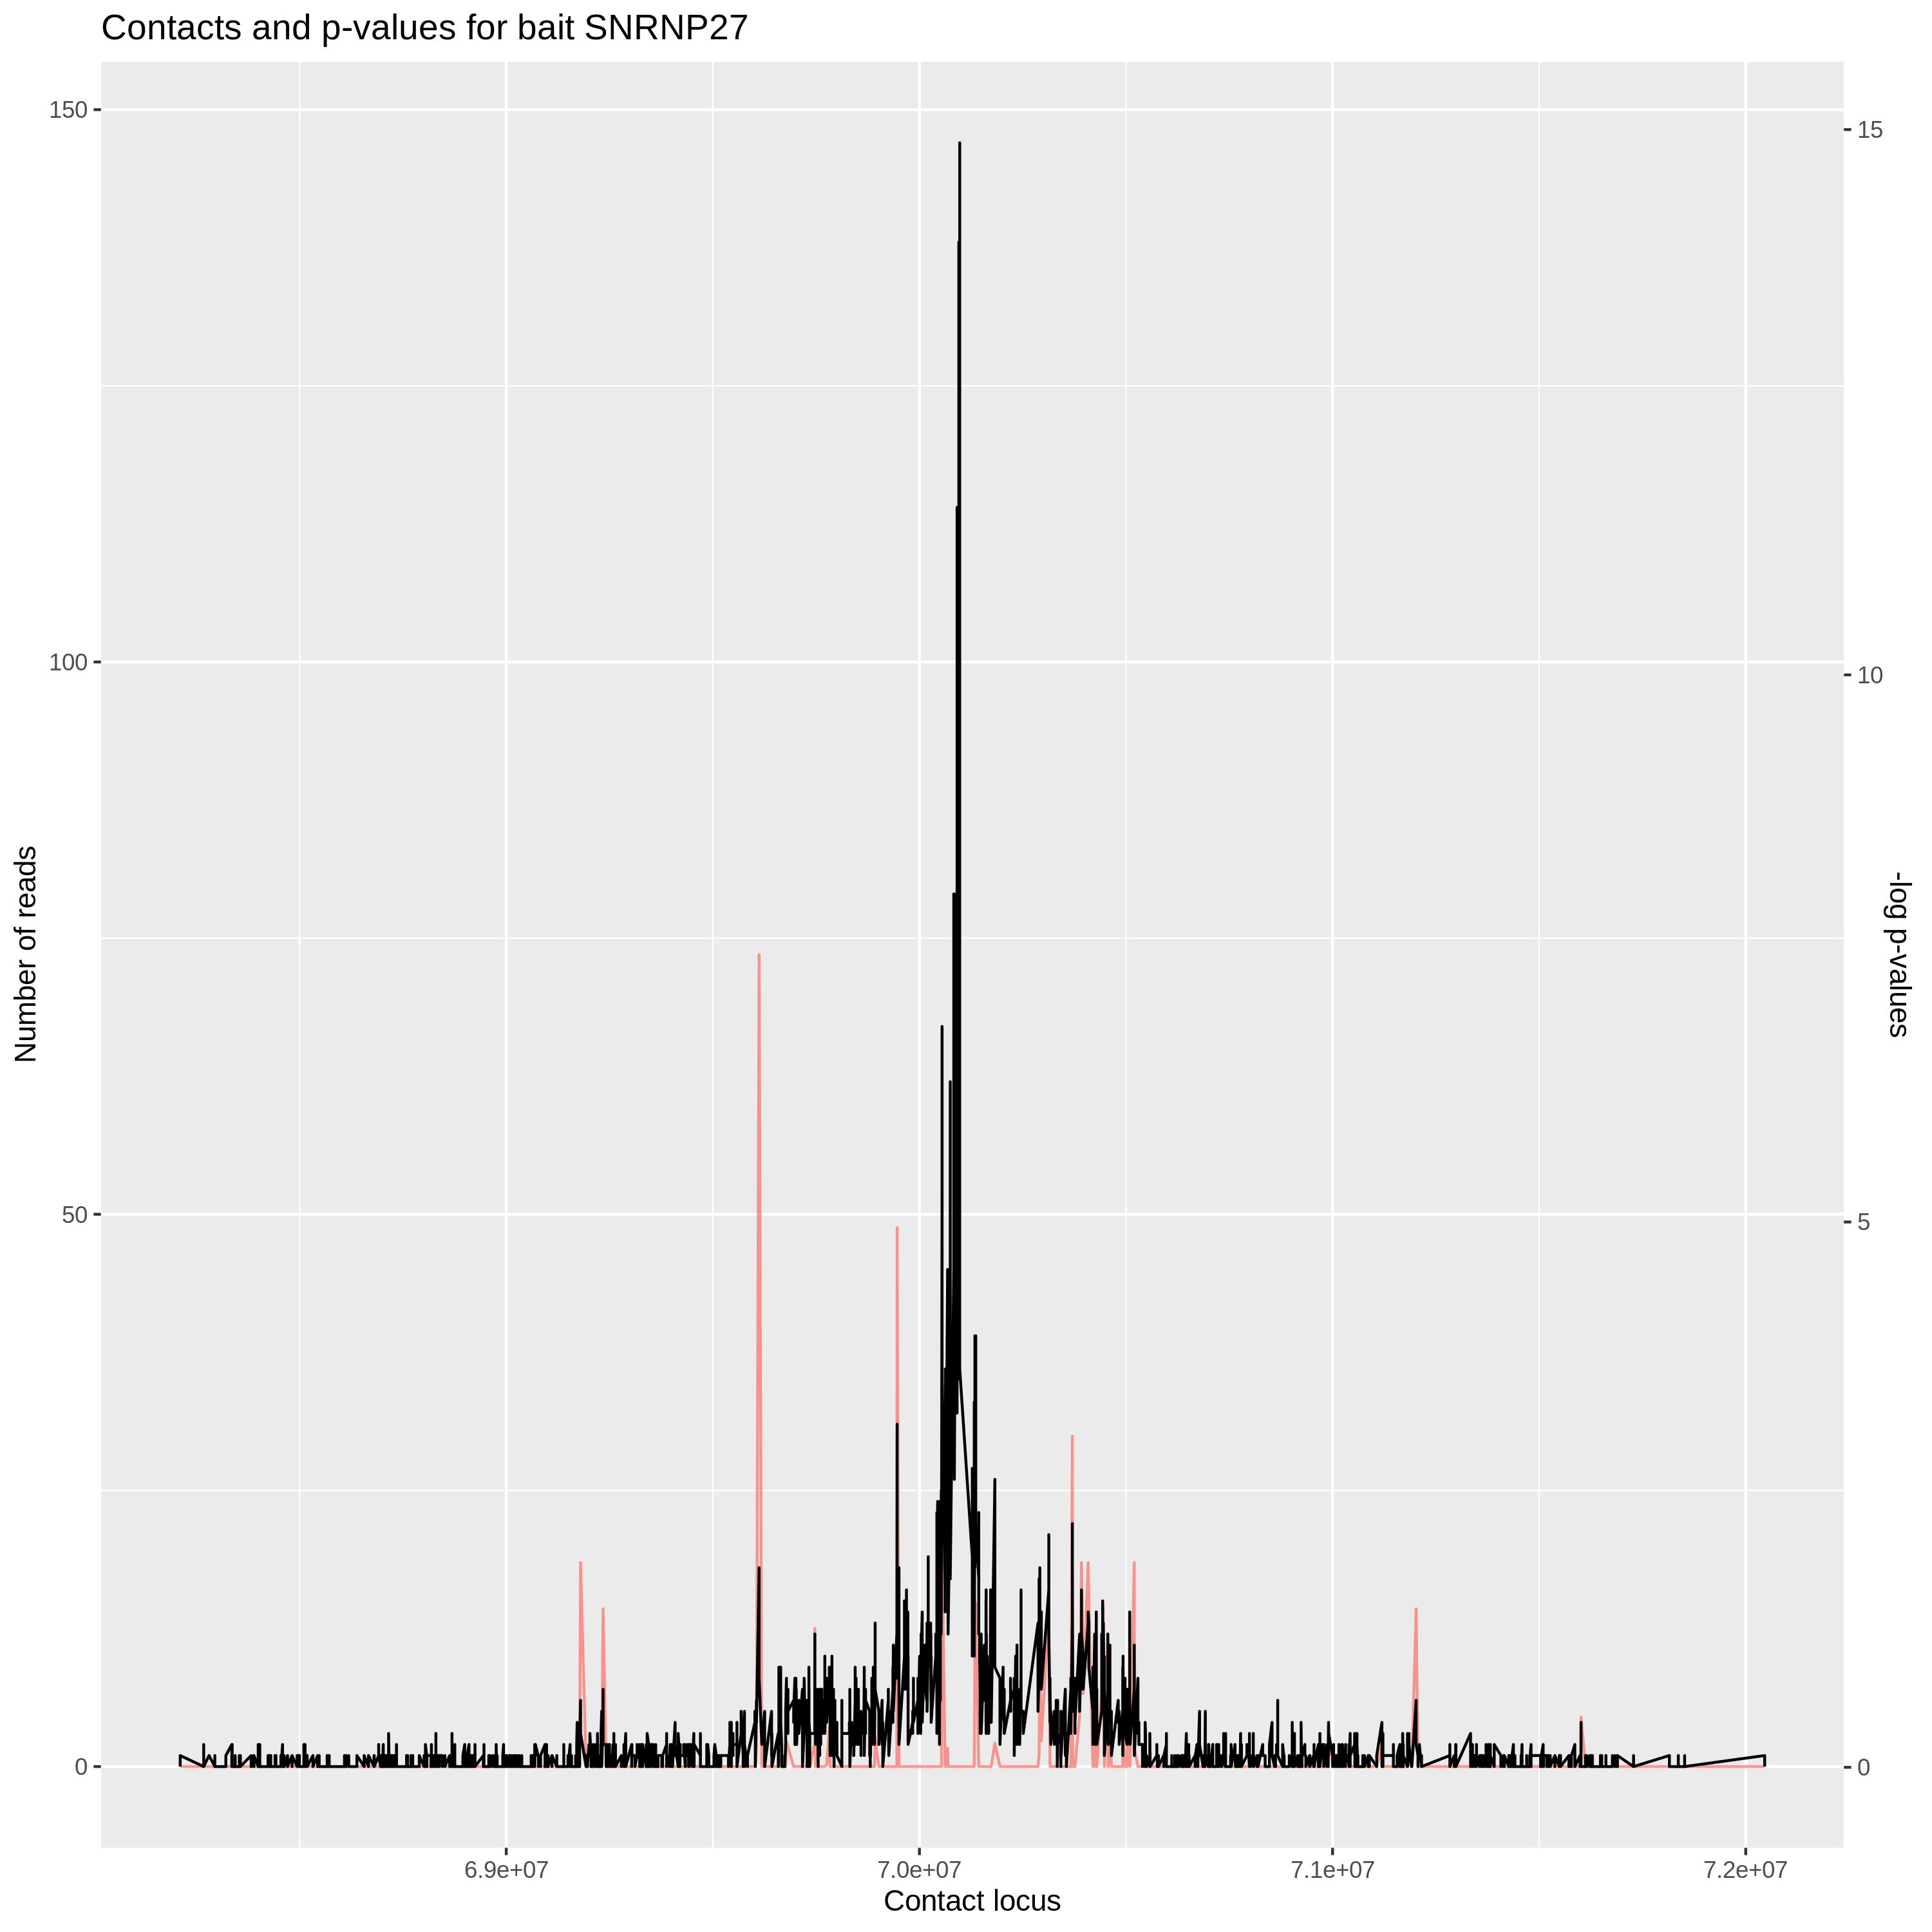 Contacts and p-values for bait SNRNP27
150
100
50
0
Number of reads
15
10
5
0
-log p-values
6.9e+07
7.0e+07
7.1e+07
7.2e+07
Contact locus